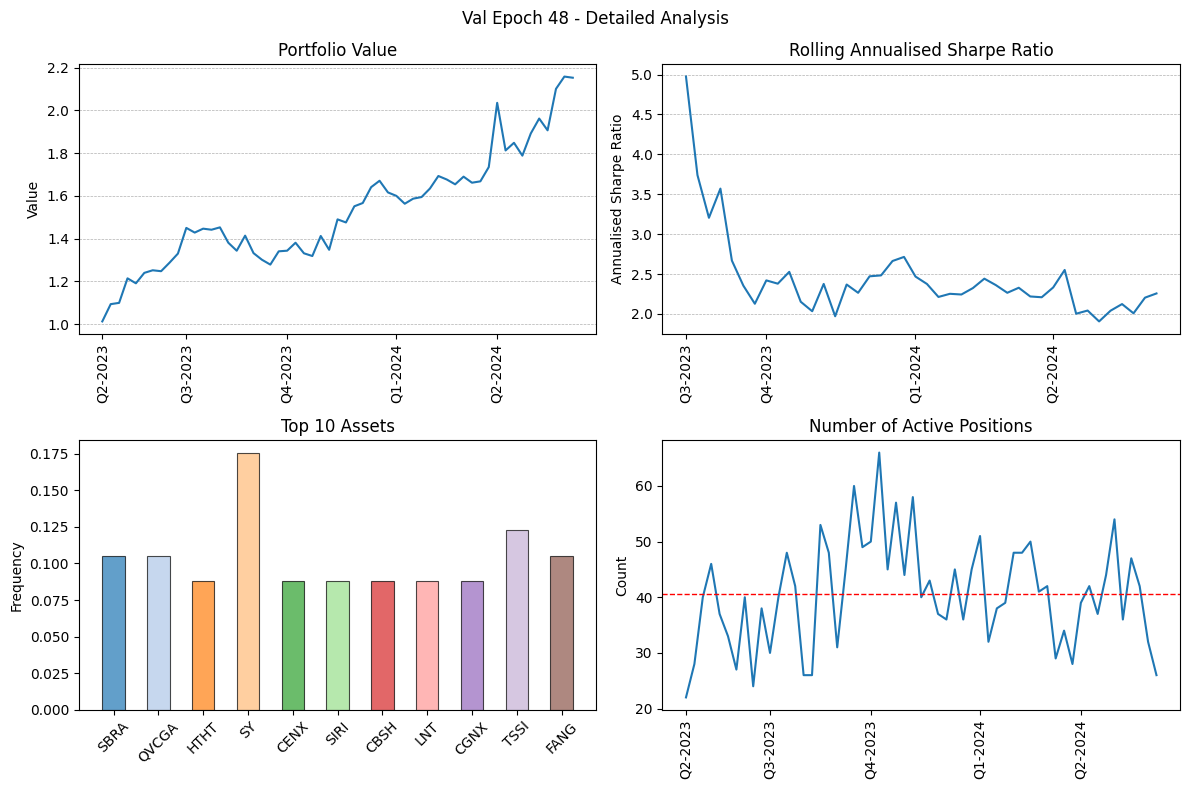 Val Epoch 48 - Detailed Analysis
Portfolio Value
Value
2.2
2.0
1.8
1.6
1.4
1.2
1.0
Q2-2023
Q3-2023
Q4-2023
Q1-2024
Q2-2024
Rolling Annualised Sharpe Ratio
Annualised Sharpe Ratio
5.0
4.5
4.0
3.5
3.0
2.5
2.0
Q3-2023
Q4-2023
Q1-2024
Q2-2024
Top 10 Assets
Frequency
0.175
0.150
0.125
0.100
0.075
0.050
0.025
0.000
SBRA
QVCGA
HTHT
SY
CENX
SIRI
CBSH
LNT
CGNX
TSSI
FANG
Number of Active Positions
Count
60
50
40
30
20
Q2-2023
Q3-2023
Q4-2023
Q1-2024
Q2-2024